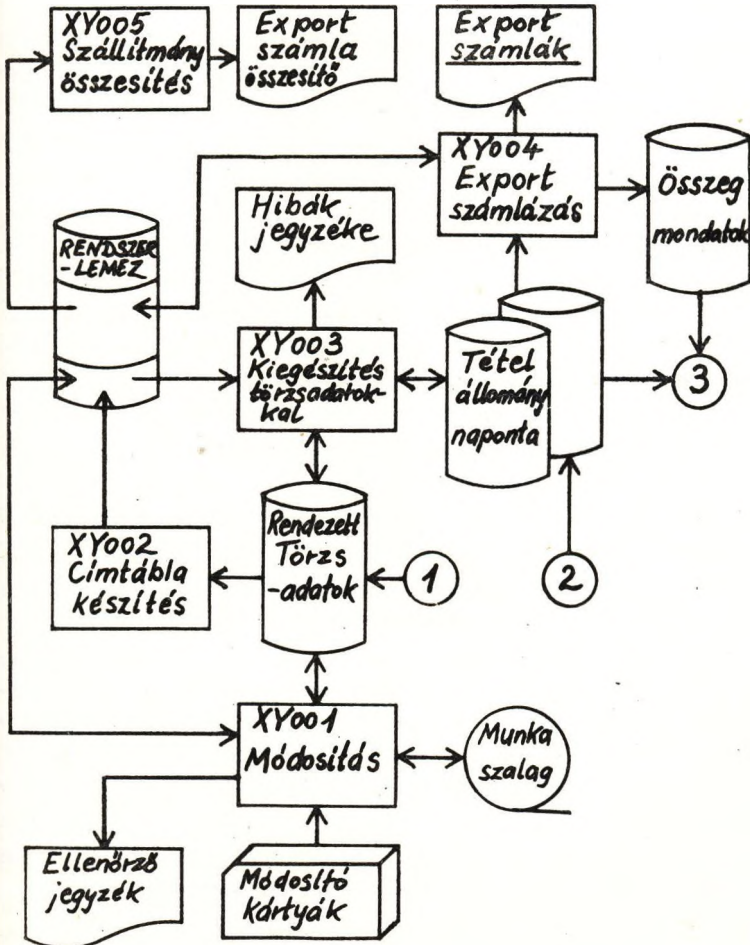 XY005
Szállítmány
összesítés
Export
számla
összesítő
Export
számlák
XY004
Export
számlázás
Összeg
mondatok
Hibák
jegyzéke
RENDSZER
-LEMEZ
XY003
Kiegészítés
törzsadatok-
kal
Tétel
állomány
naponta
3
XY002
Címtábla
készítés
Rendezett
Törzs
-adatok
1
2
XY001
Módosítás
Munka
szalag
Ellenőrző
jegyzék
Módosító
kártyák